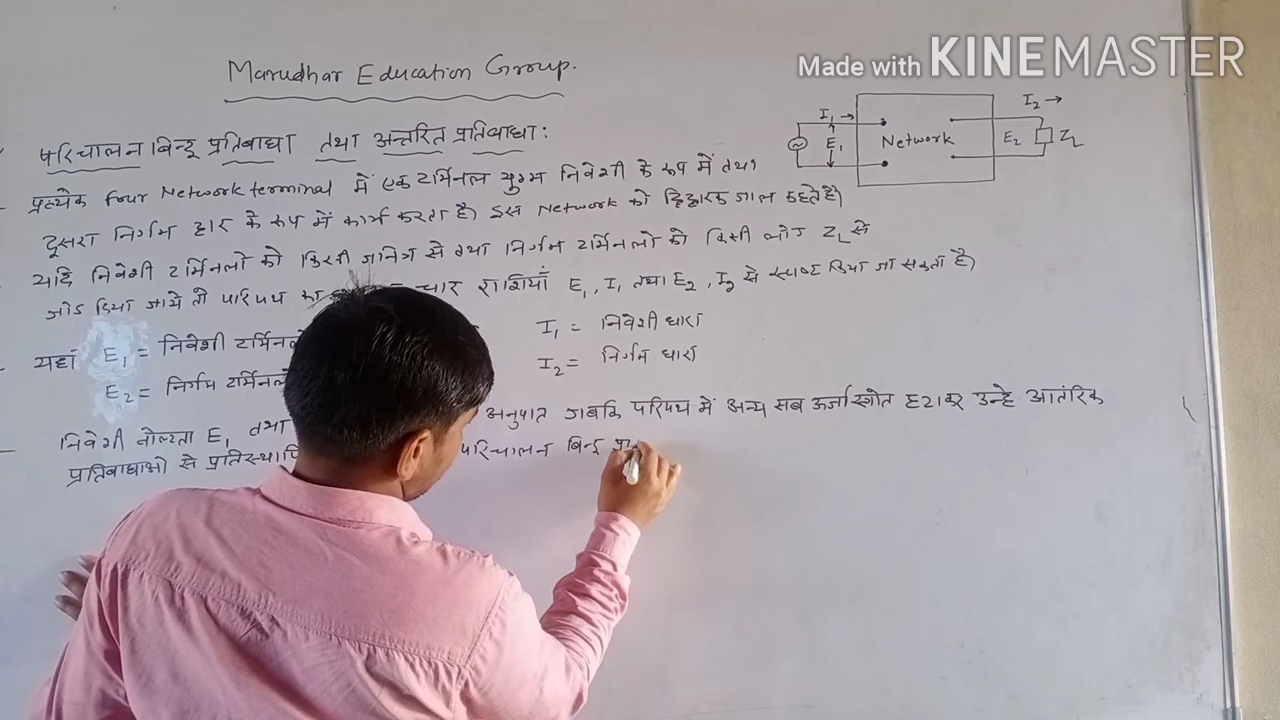 Made with KINEMASTER
Marudhar Education Group.
I₁ → I₂ →
E₁ Network E₂ ZL
परिचालन बिन्दू प्रतिबाधा तथा अन्तरित प्रतिबाधा :
प्रत्येक four Network terminal में एक टर्मिनल युग्म निवेशी के रूप में तथा
दूसरा निर्गम द्वार के रूप में कार्य करता है। इस Network को द्विद्वारक जाल कहते है।
यदि निवेशी टर्मिनलो को किसी जनित्र से तथा निर्गम टर्मिनलो को किसी लोड ZL से
जोड दिया जाये तो परिपथ का चार राशियाँ E₁, I₁ तथा E₂, I₂ से स्पष्ट किया जा सकता है।
यहां E₁ = निवेशी टर्मिनलो I₁ = निवेशी धारा
E₂ = निर्गम टर्मिनलो I₂ = निर्गम धारा
निवेशी वोल्टता E₁ तथा अनुपात जबकि परिपथ में अन्य सब ऊर्जा स्त्रोत हटाकर उन्हे आतंरिक
प्रतिबाधाओ से परिचालन बिन्दू